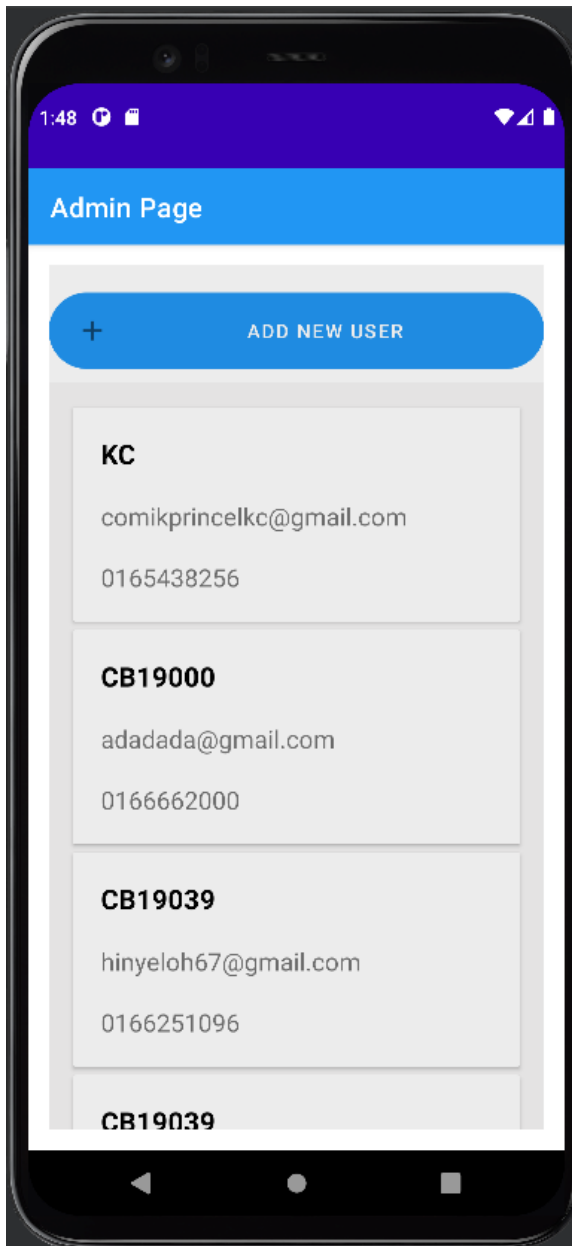 1:48
Admin Page
+ ADD NEW USER
KC
comikprincelkc@gmail.com
0165438256
CB19000
adadada@gmail.com
0166662000
CB19039
hinyeloh67@gmail.com
0166251096
CB19039